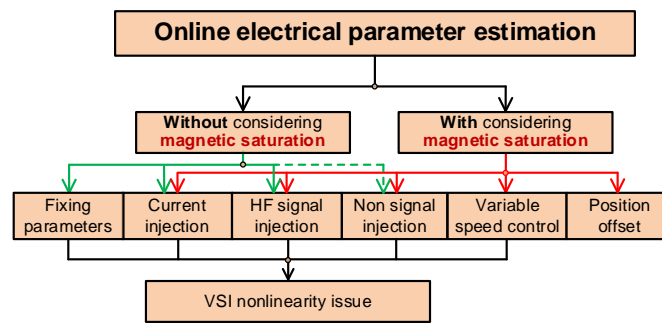 Online electrical parameter estimation
Without considering
magnetic saturation
With considering
magnetic saturation
Fixing
parameters
Current
injection
HF signal
injection
Non signal
injection
Variable
speed control
Position
offset
VSI nonlinearity issue